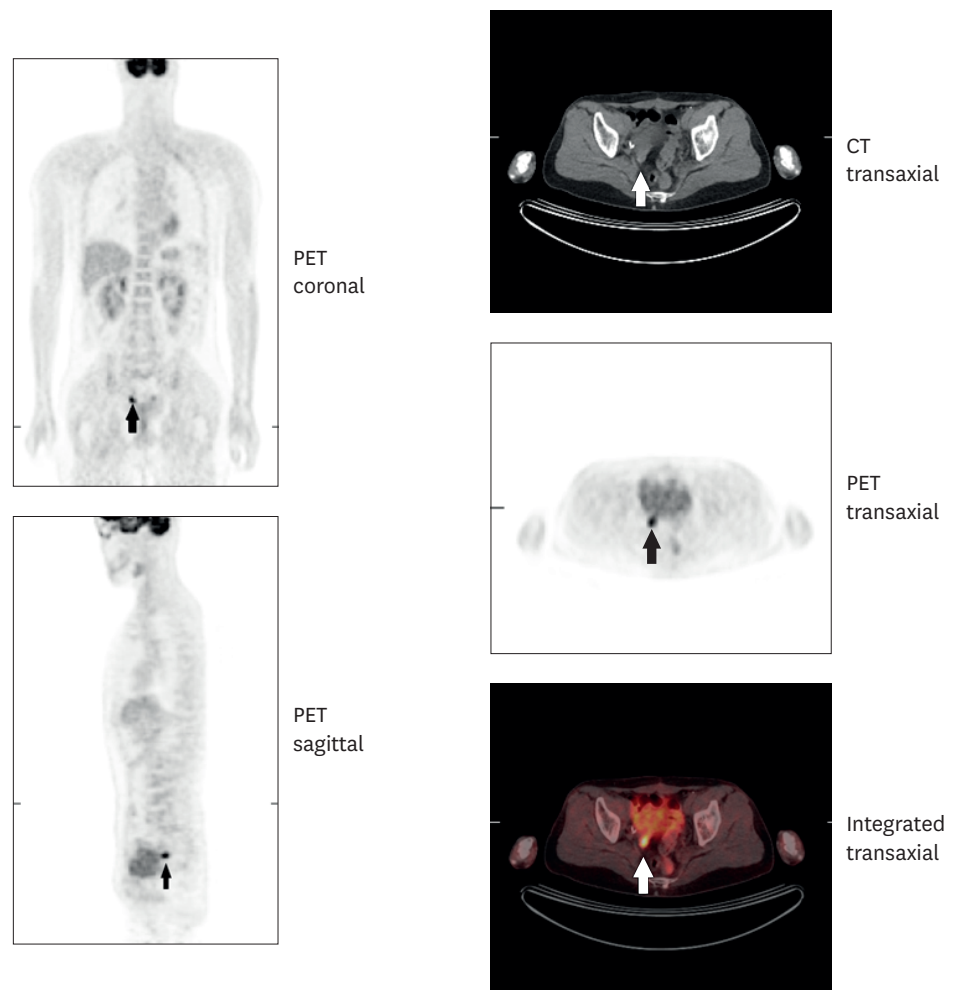 PET
coronal
PET
sagittal
CT
transaxial
PET
transaxial
Integrated
transaxial